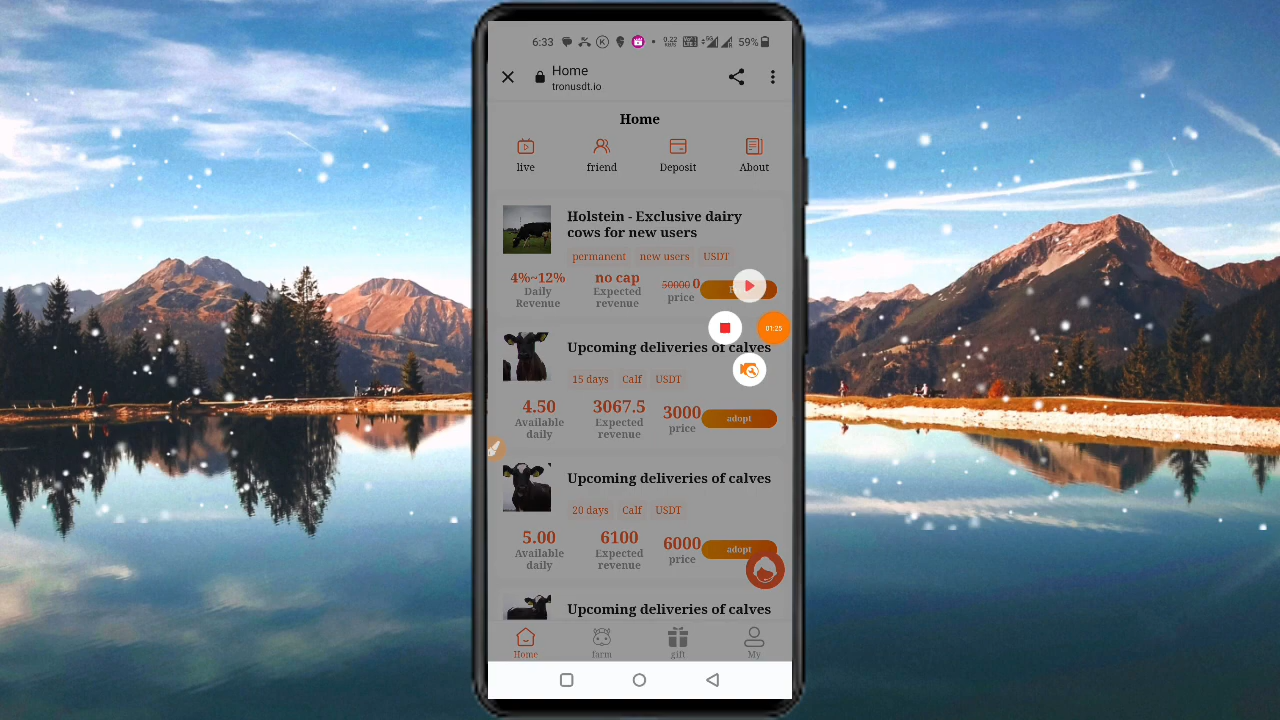 6:33 0.22 59%
Home
tronusdt.io
Home
live friend Deposit About
Holstein - Exclusive dairy
cows for new users
permanent new users USDT
4%~12% no cap 50000 0
Daily Expected price
Revenue revenue
01:25
Upcoming deliveries of calves
15 days Calf USDT
4.50 3067.5 3000 adopt
Available Expected price
daily revenue
Upcoming deliveries of calves
20 days Calf USDT
5.00 6100 6000 adopt
Available Expected price
daily revenue
Upcoming deliveries of calves
Home farm gift My